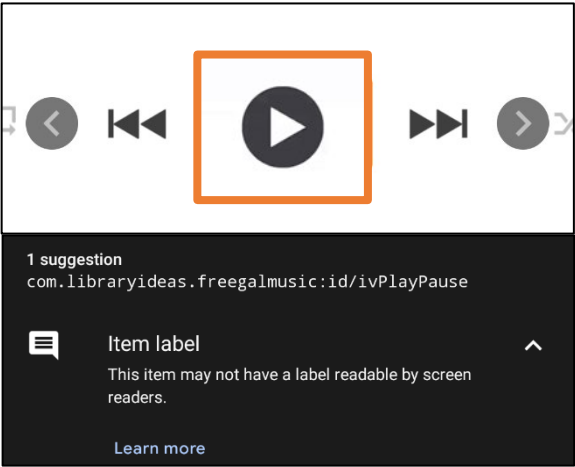 1 suggestion
com.libraryideas.freegalmusic:id/ivPlayPause
Item label
This item may not have a label readable by screen
readers.
Learn more